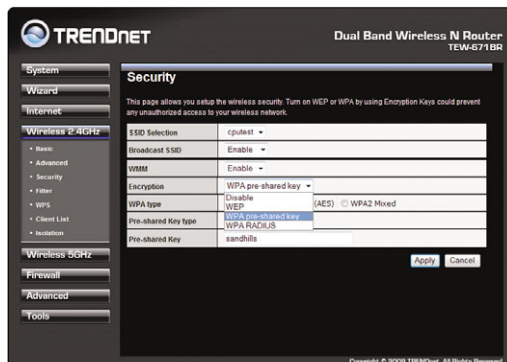 TRENDNET
Dual Band Wireless N Router
TEW-671BR
System
Wizard
Internet
Wireless 2.4GHz
• Basic
• Advanced
• Security
• Filter
• WPS
• Client List
• Isolation
Wireless 5GHz
Firewall
Advanced
Tools
Security
This page allows you setup the wireless security. Turn on WEP or WPA by using Encryption Keys could prevent
any unauthorized access to your wireless network.
SSID Selection cputest
Broadcast SSID Enable
WMM Enable
Encryption WPA pre-shared key
Disable
WEP
WPA pre-shared key
WPA RADIUS
WPA type (AES) WPA2 Mixed
Pre-shared Key type
Pre-shared Key sandhills
Apply Cancel
Copyright © 2009 TRENDnet. All Rights Reserved.